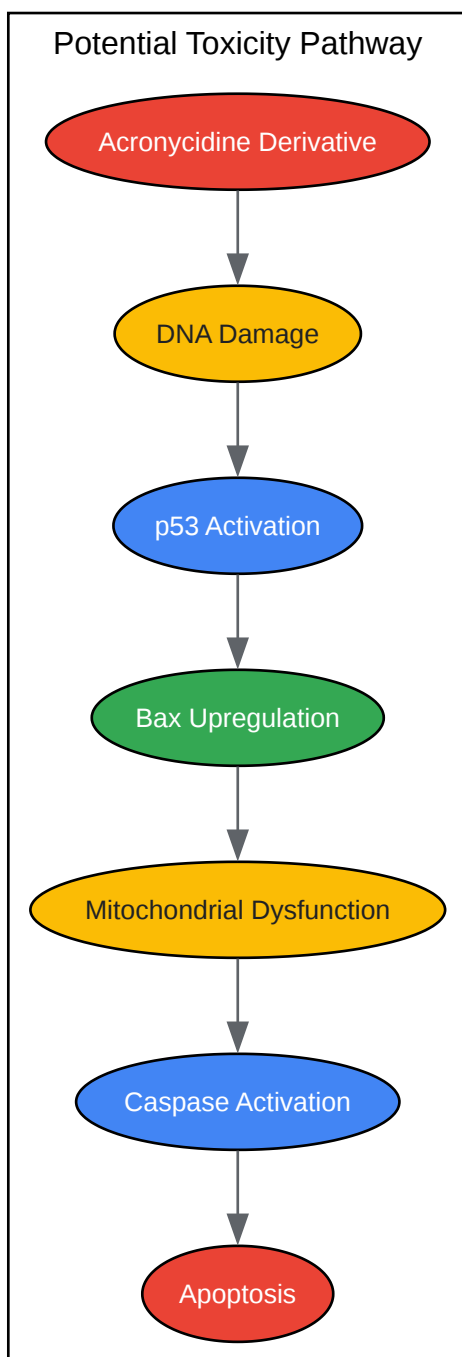 Potential Toxicity Pathway
Acronycidine Derivative
DNA Damage
p53 Activation
Bax Upregulation
Mitochondrial Dysfunction
Caspase Activation
Apoptosis